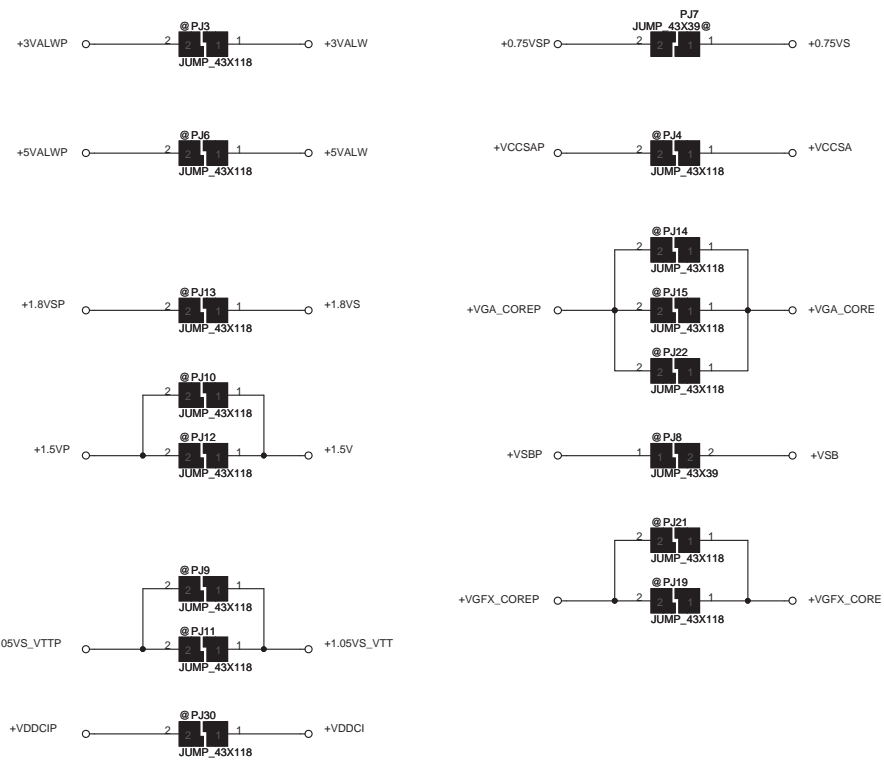 @PJ3
+3VALWP 2 2 1 1 +3VALW
JUMP_43X118
PJ7
JUMP_43X39@
+0.75VSP 2 2 1 1 +0.75VS
@PJ6
+5VALWP 2 2 1 1 +5VALW
JUMP_43X118
@PJ4
+VCCSAP 2 2 1 1 +VCCSA
JUMP_43X118
@PJ14
2 2 1 1
JUMP_43X118
@PJ13
+1.8VSP 2 2 1 1 +1.8VS
JUMP_43X118
@PJ15
+VGA_COREP 2 2 1 1 +VGA_CORE
JUMP_43X118
@PJ22
2 2 1 1
JUMP_43X118
@PJ10
2 2 1 1
JUMP_43X118
@PJ12
+1.5VP 2 2 1 1 +1.5V
JUMP_43X118
@PJ8
+VSBP 1 1 2 2 +VSB
JUMP_43X39
@PJ21
2 2 1 1
JUMP_43X118
@PJ19
+VGFX_COREP 2 2 1 1 +VGFX_CORE
JUMP_43X118
@PJ9
2 2 1 1
JUMP_43X118
@PJ11
05VS_VTTP 2 2 1 1 +1.05VS_VTT
JUMP_43X118
@PJ30
+VDDCIP 2 2 1 1 +VDDCI
JUMP_43X118